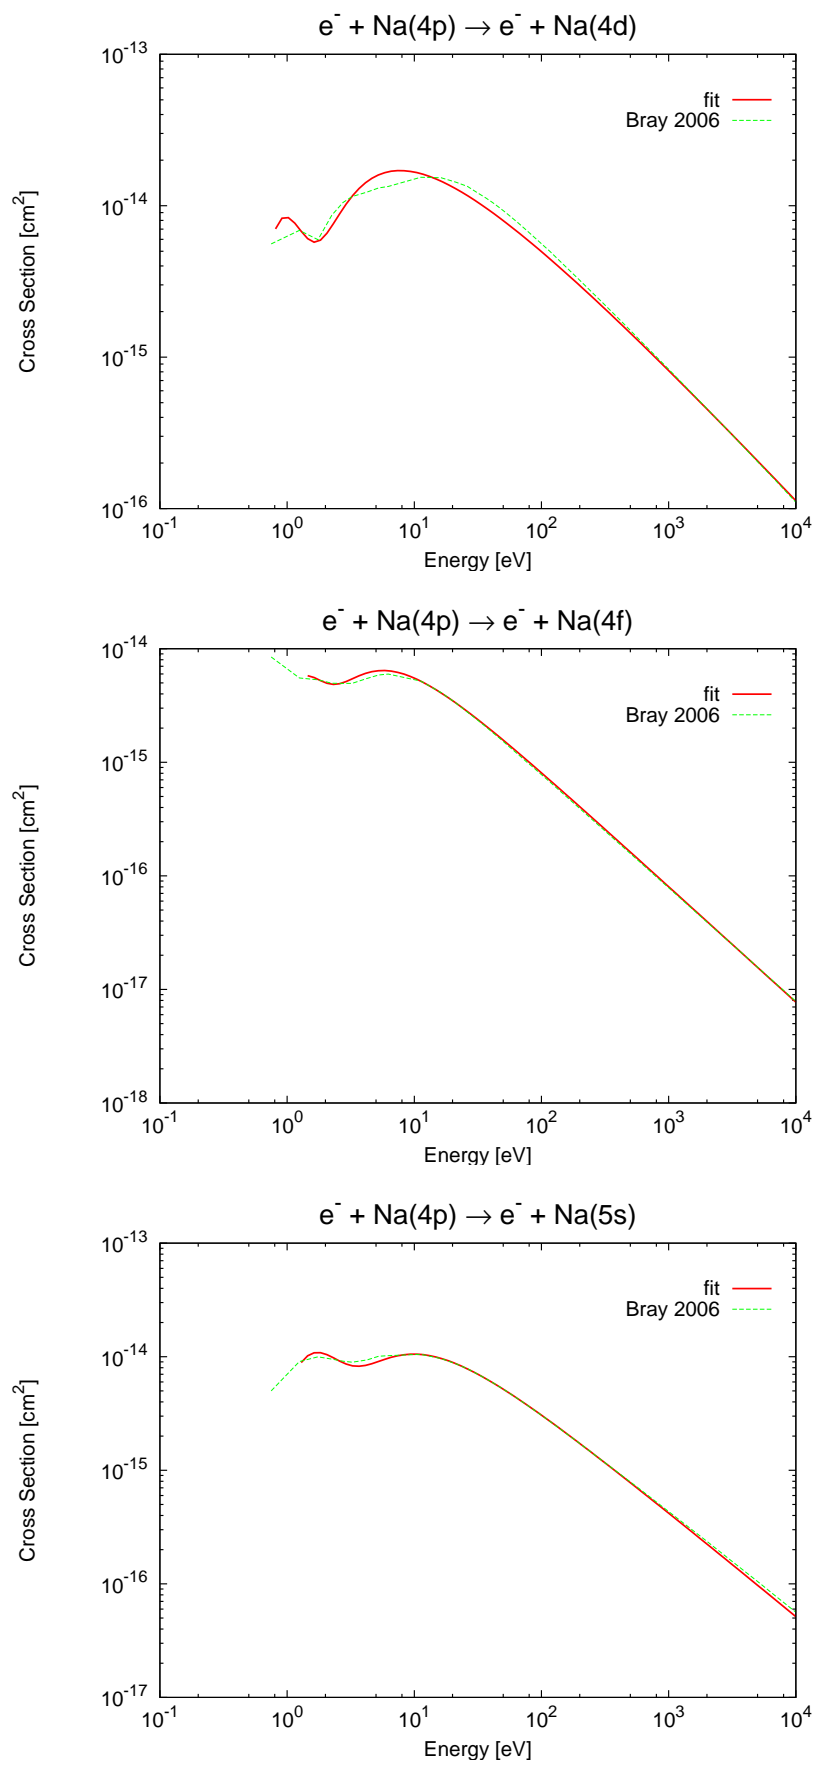 e⁻ + Na(4p) → e⁻ + Na(4d)
10⁻¹³
fit
Bray 2006
10⁻¹⁴
Cross Section [cm²]
10⁻¹⁵
10⁻¹⁶
10⁻¹ 10⁰ 10¹ 10² 10³ 10⁴
Energy [eV]
e⁻ + Na(4p) → e⁻ + Na(4f)
10⁻¹⁴
fit
Bray 2006
10⁻¹⁵
Cross Section [cm²]
10⁻¹⁶
10⁻¹⁷
10⁻¹⁸
10⁻¹ 10⁰ 10¹ 10² 10³ 10⁴
Energy [eV]
e⁻ + Na(4p) → e⁻ + Na(5s)
10⁻¹³
fit
Bray 2006
10⁻¹⁴
Cross Section [cm²]
10⁻¹⁵
10⁻¹⁶
10⁻¹⁷
10⁻¹ 10⁰ 10¹ 10² 10³ 10⁴
Energy [eV]